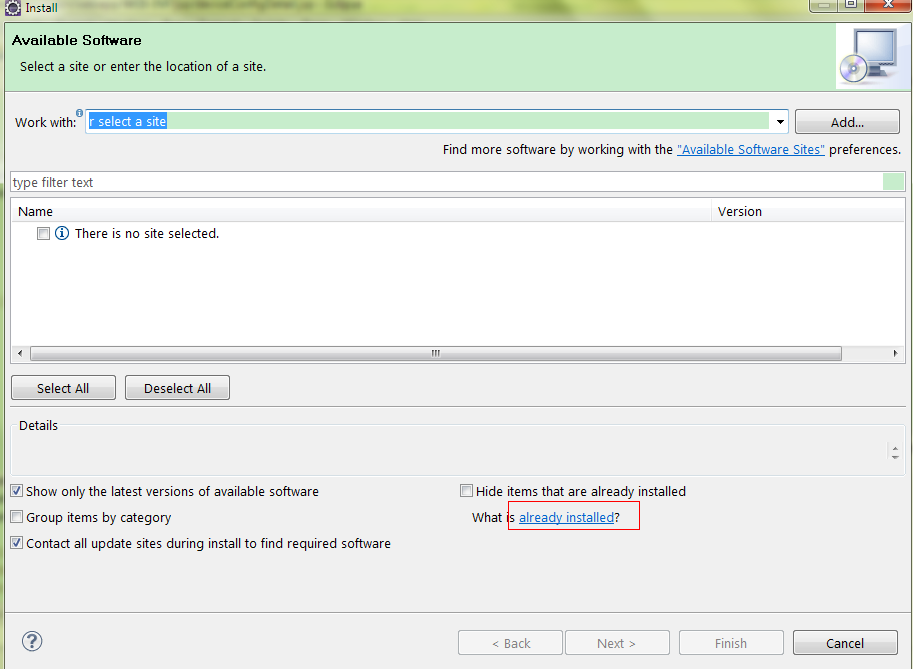 Install
Available Software
Select a site or enter the location of a site.
Work with: r select a site Add...
Find more software by working with the "Available Software Sites" preferences.
type filter text
Name Version
There is no site selected.
Select All Deselect All
Details
Show only the latest versions of available software Hide items that are already installed
Group items by category What is already installed?
Contact all update sites during install to find required software
< Back Next > Finish Cancel